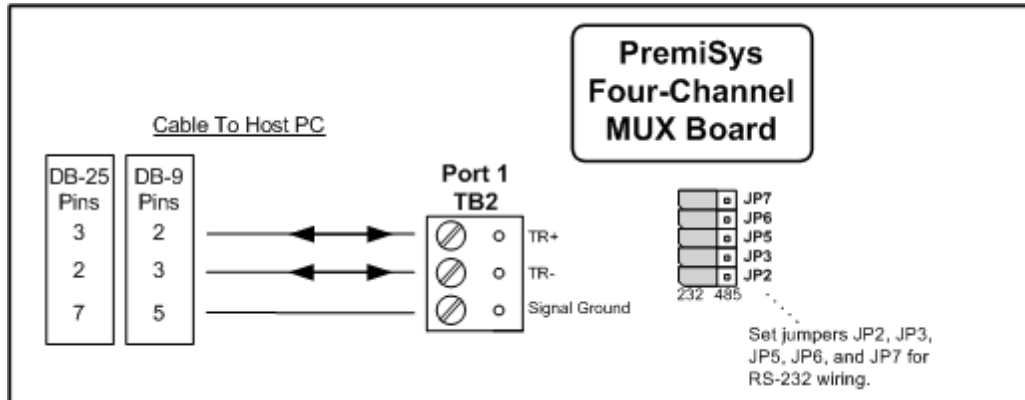 PremiSys
Four-Channel
MUX Board
Cable To Host PC
DB-25
Pins
3
2
7
DB-9
Pins
2
3
5
Port 1
TB2
TR+
TR-
Signal Ground
JP7
JP6
JP5
JP3
JP2
232 485
Set jumpers JP2, JP3,
JP5, JP6, and JP7 for
RS-232 wiring.